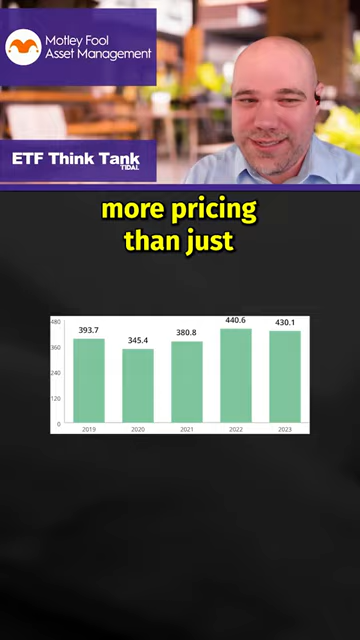 Motley Fool
Asset Management
ETF Think Tank
TIDAL
more pricing
than just
480
360
240
120
0
393.7
345.4
380.8
440.6
430.1
2019
2020
2021
2022
2023